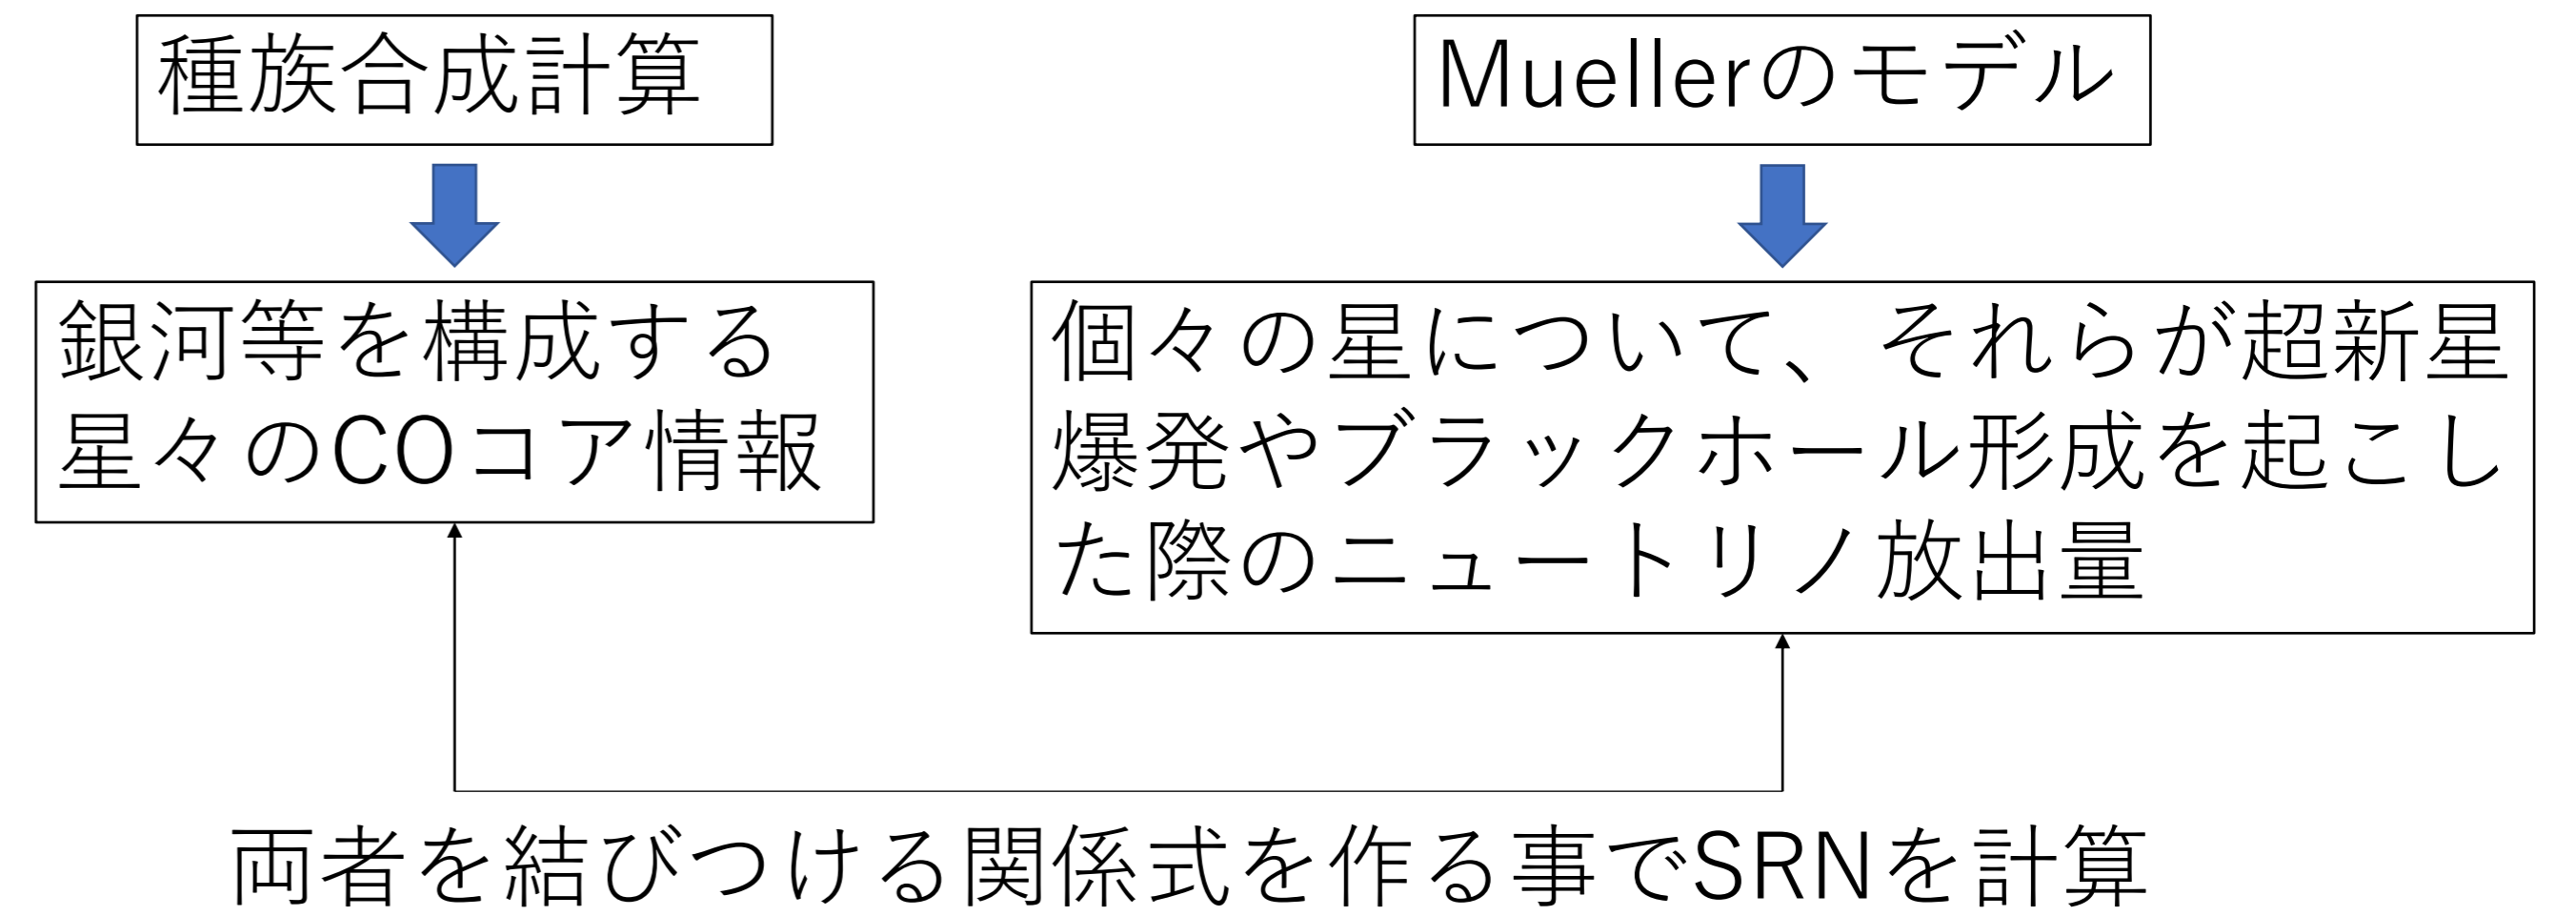 種族合成計算
Muellerのモデル
銀河等を構成する
星々のCOコア情報
個々の星について、それらが超新星
爆発やブラックホール形成を起こし
た際のニュートリノ放出量
両者を結びつける関係式を作る事でSRNを計算